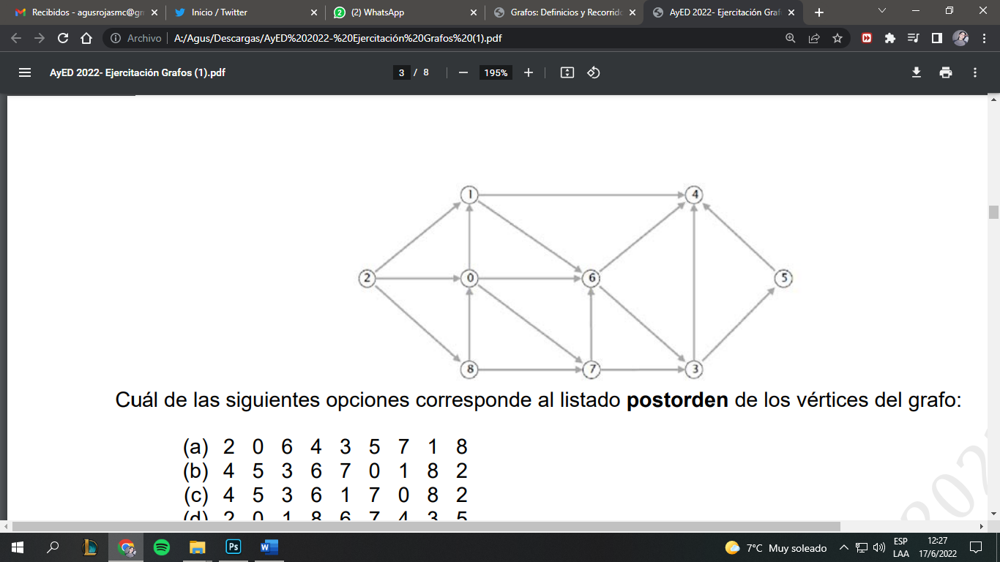 Recibidos - agusrojasmc@gn
Inicio / Twitter
(2) WhatsApp
Grafos: Definicios y Recorrido
AyED 2022- Ejercitación Graf
Archivo
A:/Agus/Descargas/AyED%202022-%20Ejercitación%20Grafos%20(1).pdf
AyED 2022- Ejercitación Grafos (1).pdf
3 / 8
195%
1 4
2 0 6 5
8 7 3
Cuál de las siguientes opciones corresponde al listado postorden de los vértices del grafo:
(a) 2 0 6 4 3 5 7 1 8
(b) 4 5 3 6 7 0 1 8 2
(c) 4 5 3 6 1 7 0 8 2
(d) 2 0 1 8 6 7 4 3 5
202
Ps
7°C Muy soleado
ESP
LAA
12:27
17/6/2022